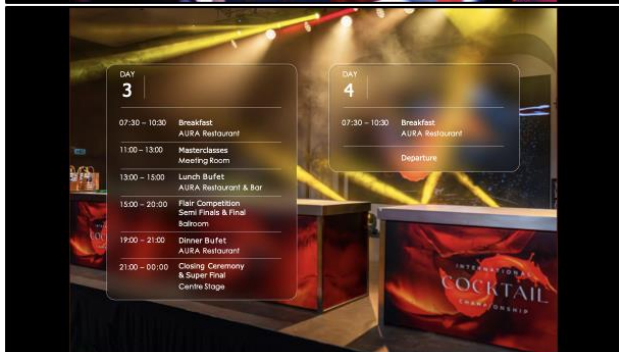 DAY
3
07:30 – 10:30 Breakfast
AURA Restaurant
11:00 – 13:00 Masterclasses
Meeting Room
13:00 – 15:00 Lunch Bufet
AURA Restaurant & Bar
15:00 – 20:00 Flair Competition
Semi Finals & Final
Ballroom
19:00 – 21:00 Dinner Bufet
AURA Restaurant
21:00 – 00:00 Closing Ceremony
& Super Final
Centre Stage
DAY
4
07:30 – 10:30 Breakfast
AURA Restaurant
Departure
INTERNATIONAL
COCKTAIL
CHAMPIONSHIP